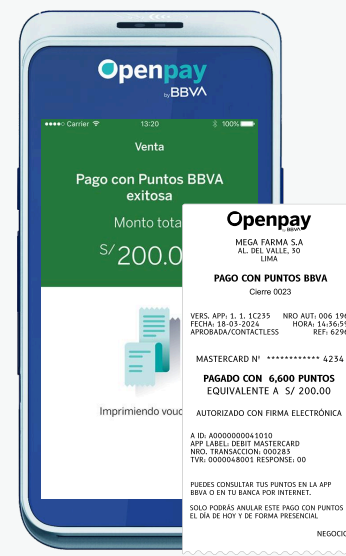 Openpay
by BBVA
Carrier 13:20 100%
Venta
Pago con Puntos BBVA
exitosa
Monto tota
S/ 200.0
Imprimiendo vouc
Openpay
by BBVA
MEGA FARMA S.A
AL. DEL VALLE, 30
LIMA
PAGO CON PUNTOS BBVA
Cierre 0023
VERS. APP: 1. 1. 1C235 NRO AUT: 006 196
FECHA: 18-03-2024 HORA: 14:36:59
APROBADA/CONTACTLESS REF: 6296
MASTERCARD N° ************ 4234
PAGADO CON 6,600 PUNTOS
EQUIVALENTE A S/ 200.00
AUTORIZADO CON FIRMA ELECTRÓNICA
A ID: A0000000041010
APP LABEL: DEBIT MASTERCARD
NRO. TRANSACCION: 000283
TVR: 0000048001 RESPONSE: 00
PUEDES CONSULTAR TUS PUNTOS EN LA APP
BBVA O EN TU BANCA POR INTERNET.
SOLO PODRÁS ANULAR ESTE PAGO CON PUNTOS
EL DÍA DE HOY Y DE FORMA PRESENCIAL
NEGOCIO